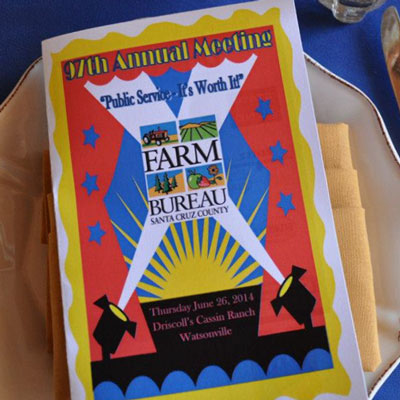 97th Annual Meeting
"Public Service - It's Worth It!"
FARM
BUREAU
SANTA CRUZ COUNTY
Thursday June 26, 2014
Driscoll's Cassin Ranch
Watsonville